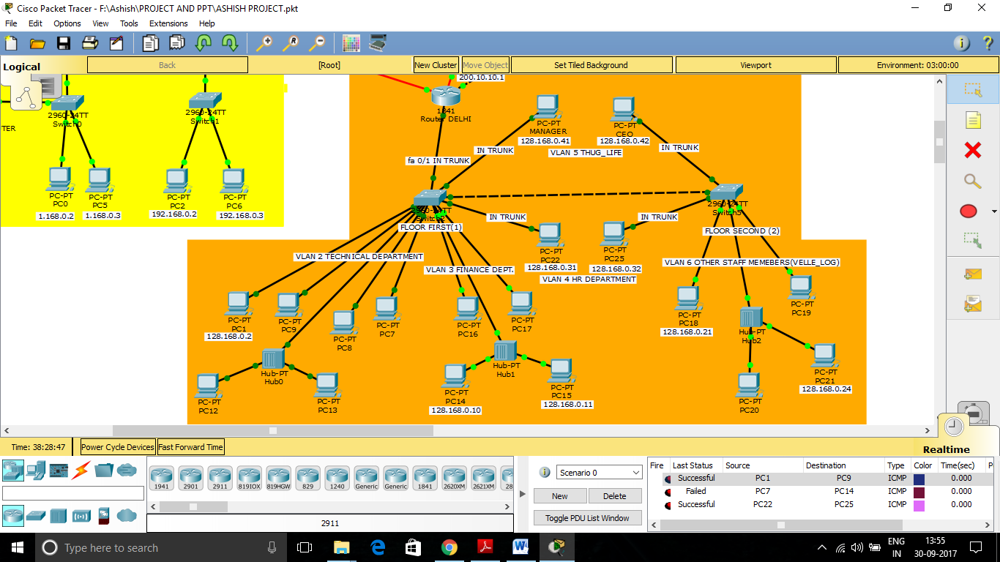 Cisco Packet Tracer - F:\Ashish\PROJECT AND PPT\ASHISH PROJECT.pkt
File Edit Options View Tools Extensions Help
Logical
Back
[Root]
New Cluster
Move Object
Set Tiled Background
Viewport
Environment: 03:00:00
TER
2960-24TT
Switch0
2960-24TT
Switch1
PC-PT
PC0
1.168.0.2
PC-PT
PC5
1.168.0.3
PC-PT
PC2
192.168.0.2
PC-PT
PC6
192.168.0.3
200.10.10.1
1841
Router DELHI
PC-PT
MANAGER
128.168.0.41
PC-PT
CEO
128.168.0.42
IN TRUNK
VLAN 5 THUG_LIFE
IN TRUNK
fa 0/1 IN TRUNK
2960-24TT
Switch2
FLOOR FIRST(1)
2960-24TT
Switch5
FLOOR SECOND (2)
IN TRUNK
IN TRUNK
PC-PT
PC22
128.168.0.31
PC-PT
PC25
128.168.0.32
VLAN 2 TECHNICAL DEPARTMENT
VLAN 3 FINANCE DEPT.
VLAN 4 HR DEPARTMENT
VLAN 6 OTHER STAFF MEMEBERS(VELLE_LOG)
PC-PT
PC1
128.168.0.2
PC-PT
PC9
PC-PT
PC8
PC-PT
PC7
PC-PT
PC16
PC-PT
PC17
PC-PT
PC18
128.168.0.21
Hub-PT
Hub2
PC-PT
PC19
Hub-PT
Hub0
Hub-PT
Hub1
PC-PT
PC12
PC-PT
PC13
PC-PT
PC14
128.168.0.10
PC-PT
PC15
128.168.0.11
PC-PT
PC20
PC-PT
PC21
128.168.0.24
Time: 38:28:47
Power Cycle Devices
Fast Forward Time
Realtime
1941 2901 2911 819IOX 819HGW 829 1240 Generic Generic 1841 2620XM 2621XM 28
2911
Scenario 0
New
Delete
Toggle PDU List Window
Fire Last Status Source Destination Type Color Time(sec) P
Successful PC1 PC9 ICMP 0.000
Failed PC7 PC14 ICMP 0.000
Successful PC22 PC25 ICMP 0.000
Type here to search
ENG
IN
13:55
30-09-2017